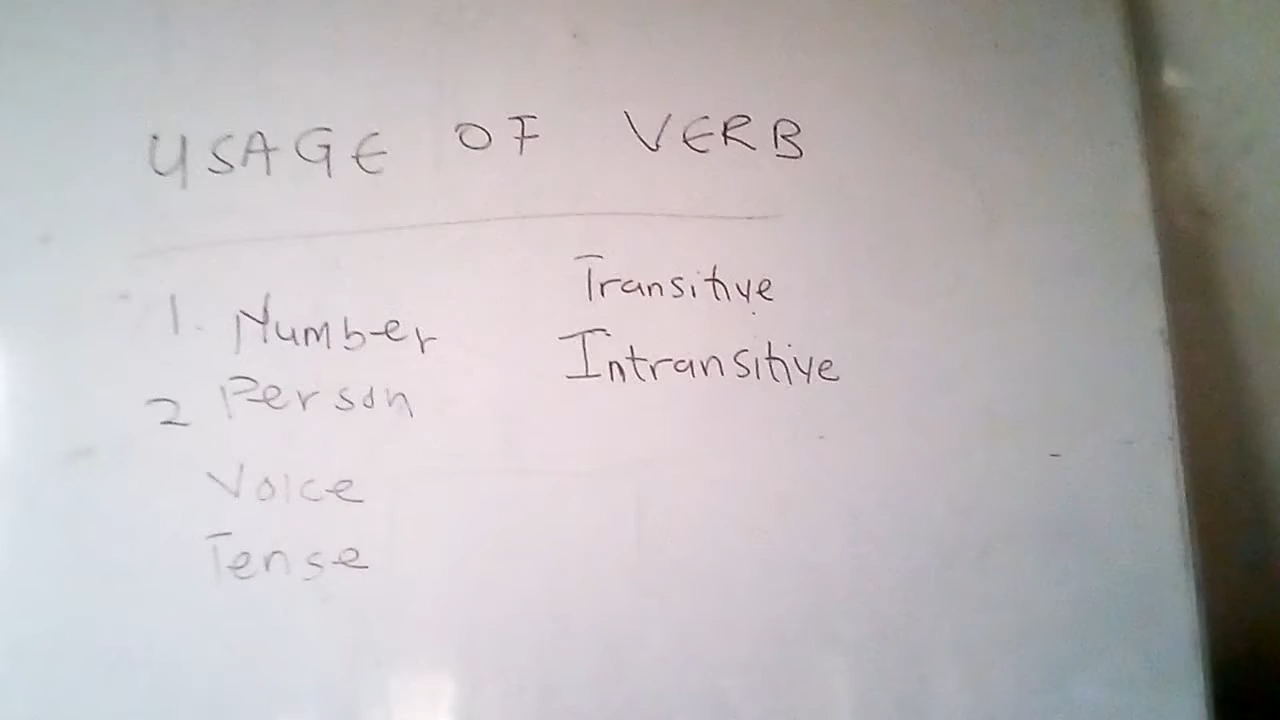 USAGE OF VERB
1. Number
2 Person
Voice
Tense
Transitive
Intransitive